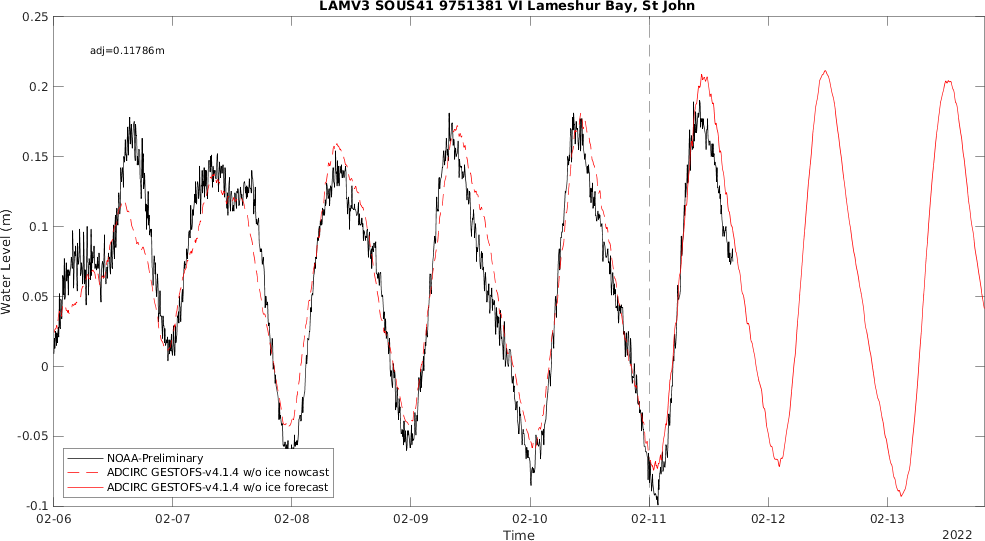 LAMV3 SOUS41 9751381 VI Lameshur Bay, St John
0.25
adj=0.11786m
0.2
0.15
0.1
0.05
0
-0.05
-0.1
Water Level (m)
NOAA-Preliminary
ADCIRC GESTOFS-v4.1.4 w/o ice nowcast
ADCIRC GESTOFS-v4.1.4 w/o ice forecast
02-06 02-07 02-08 02-09 02-10 02-11 02-12 02-13
Time
2022